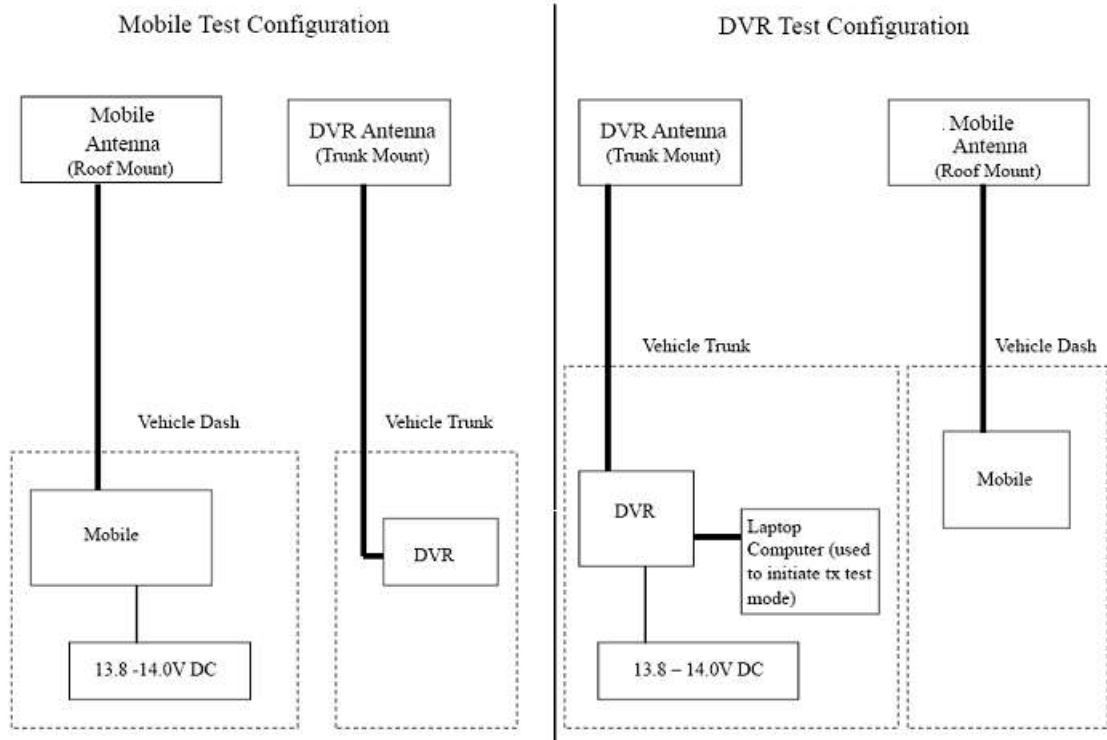 Mobile Test Configuration
Mobile
Antenna
(Roof Mount)
DVR Antenna
(Trunk Mount)
Vehicle Dash
Vehicle Trunk
Mobile
DVR
13.8 -14.0V DC
DVR Test Configuration
DVR Antenna
(Trunk Mount)
. Mobile
Antenna
(Roof Mount)
Vehicle Trunk
Vehicle Dash
DVR
Mobile
Laptop
Computer (used
to initiate tx test
mode)
13.8 – 14.0V DC